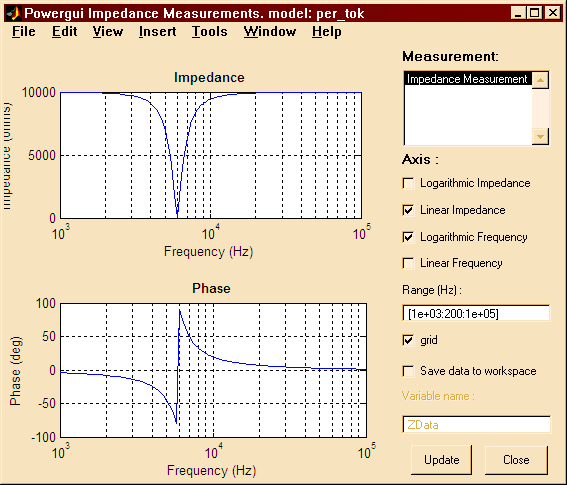 Powergui Impedance Measurements. model: per_tok
File Edit View Insert Tools Window Help
Impedance
Impedance (ohms)
10000
5000
0
10^3
10^4
10^5
Frequency (Hz)
Phase
Phase (deg)
100
50
0
-50
-100
10^3
10^4
10^5
Frequency (Hz)
Measurement:
Impedance Measurement
Axis :
Logarithmic Impedance
Linear Impedance
Logarithmic Frequency
Linear Frequency
Range (Hz) :
[1e+03:200:1e+05]
grid
Save data to workspace
Variable name :
ZData
Update Close